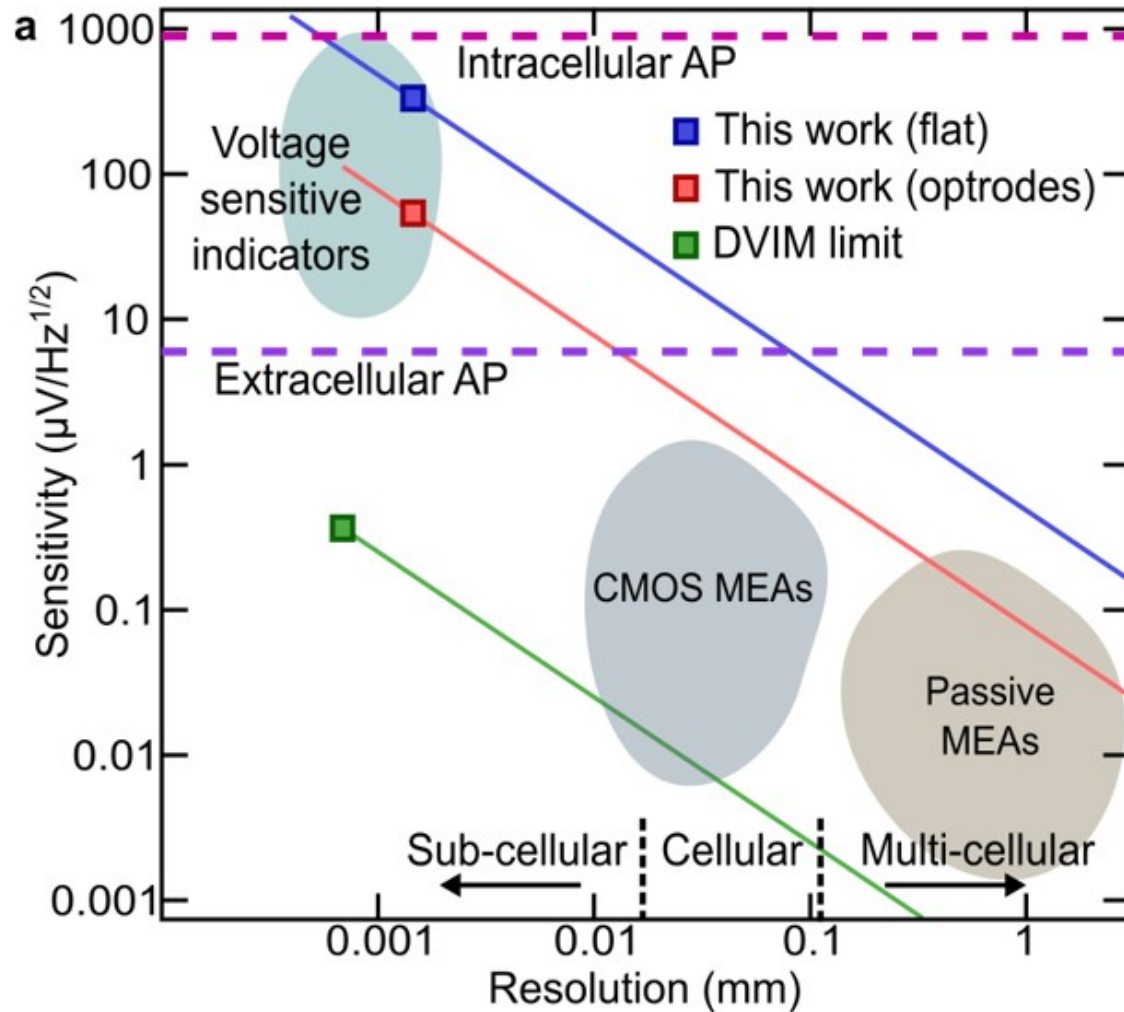 a
1000
100
10
1
0.1
0.01
0.001
Sensitivity (µV/Hz1/2)
Intracellular AP
This work (flat)
This work (optrodes)
DVIM limit
Voltage
sensitive
indicators
Extracellular AP
CMOS MEAs
Passive
MEAs
Sub-cellular
Cellular
Multi-cellular
0.001
0.01
0.1
1
Resolution (mm)